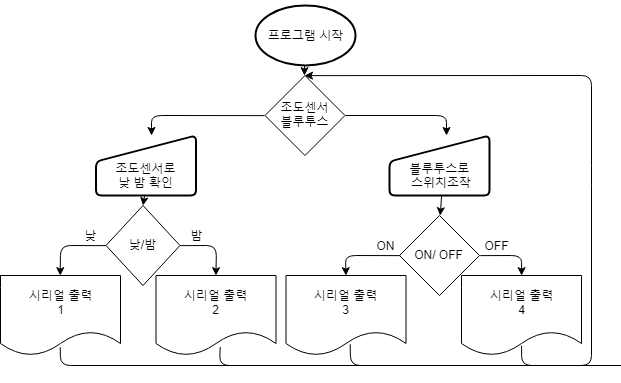 프로그램 시작
조도센서
블루투스
조도센서로
낮 밤 확인
블루투스로
스위치조작
낮
낮/밤
밤
ON
ON/ OFF
OFF
시리얼 출력
1
시리얼 출력
2
시리얼 출력
3
시리얼 출력
4